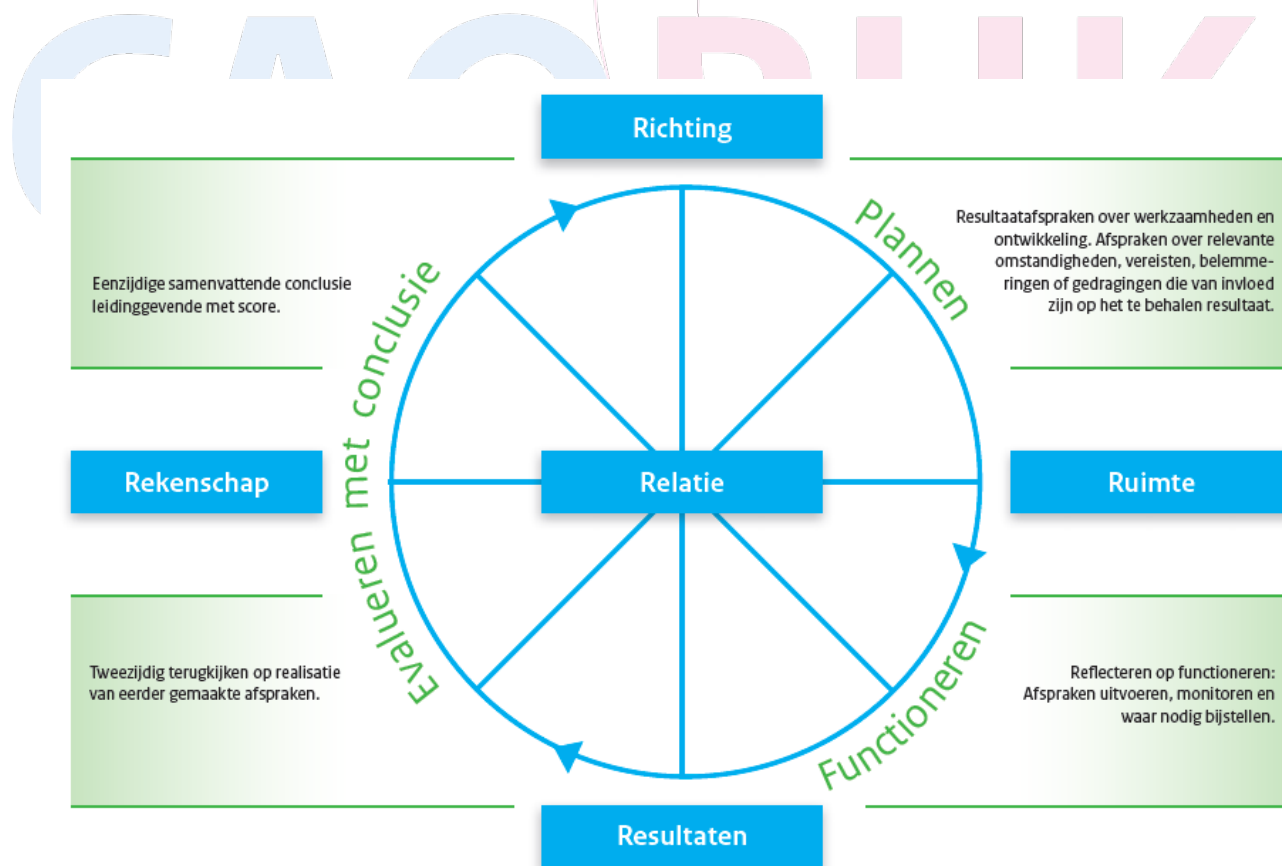 CAO RIJK
Richting
Plannen
Resultaatafspraken over werkzaamheden en
ontwikkeling. Afspraken over relevante
omstandigheden, vereisten, belemme-
ringen of gedragingen die van invloed
zijn op het te behalen resultaat.
Eenzijdige samenvattende conclusie
leidinggevende met score.
Evalueren met conclusie
Rekenschap
Relatie
Ruimte
Tweezijdig terugkijken op realisatie
van eerder gemaakte afspraken.
Functioneren
Reflecteren op functioneren:
Afspraken uitvoeren, monitoren en
waar nodig bijstellen.
Resultaten